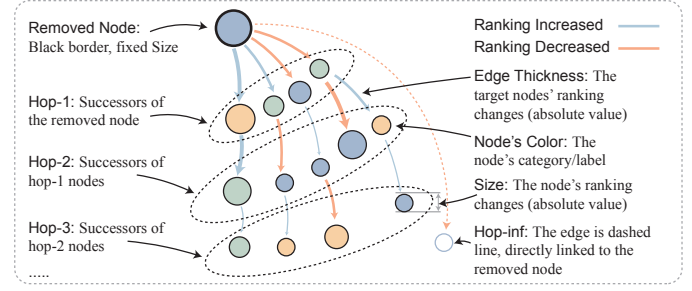 Removed Node:
Black border, fixed Size
Hop-1: Successors of
the removed node
Hop-2: Successors of
hop-1 nodes
Hop-3: Successors of
hop-2 nodes
.....
Ranking Increased
Ranking Decreased
Edge Thickness: The
target nodes' ranking
changes (absolute value)
Node's Color: The
node's category/label
Size: The node's ranking
changes (absolute value)
Hop-inf: The edge is dashed
line, directly linked to the
removed node